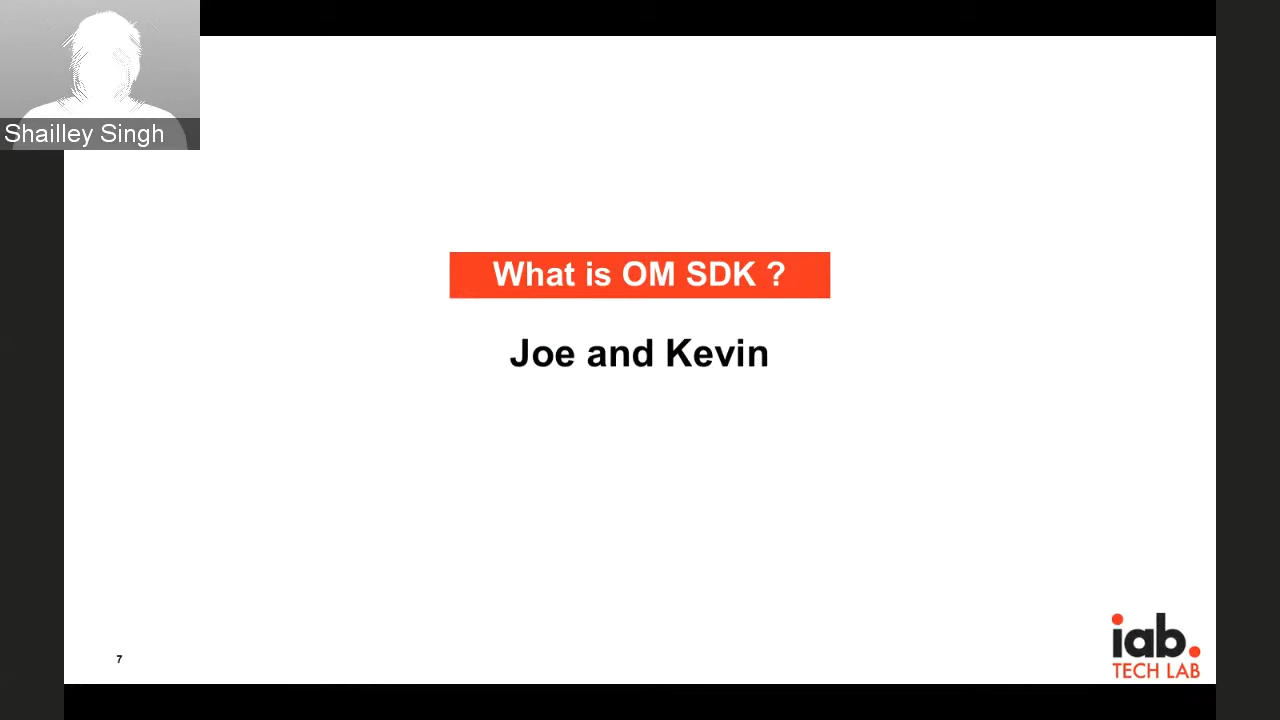 Shailley Singh
What is OM SDK ?
Joe and Kevin
7
iab.
TECH LAB